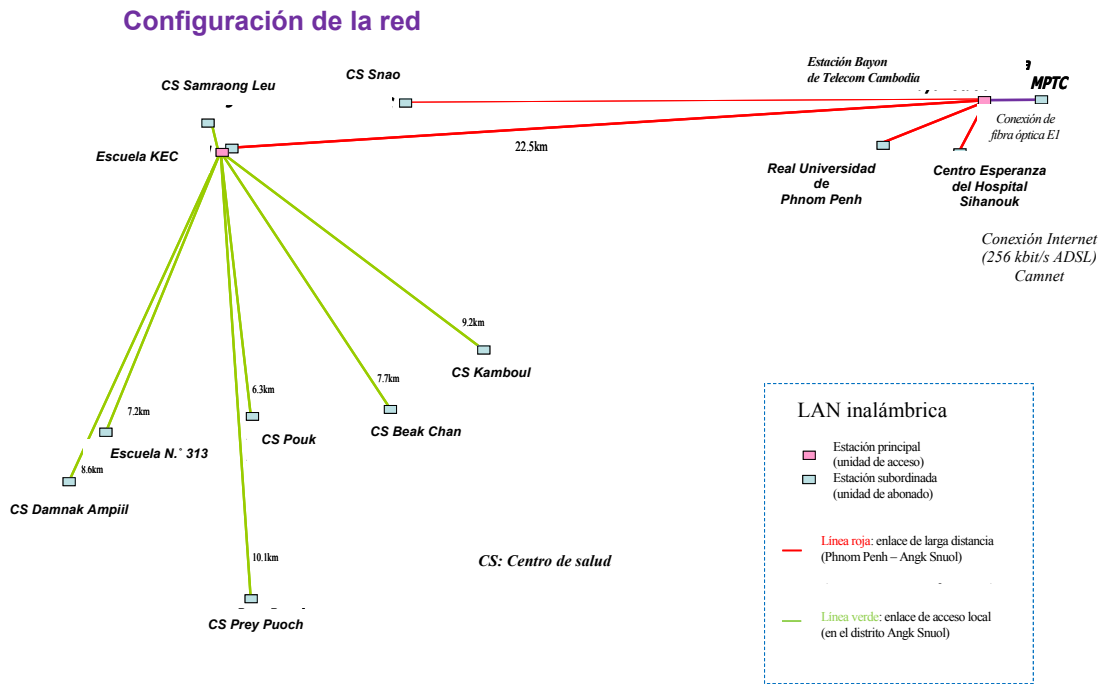 Configuración de la red
CS Samraong Leu
CS Snao
Estación Bayon
de Telecom Cambodia
MPTC
Conexión de
fibra óptica E1
Escuela KEC
22.5km
Real Universidad
de
Phnom Penh
Centro Esperanza
del Hospital
Sihanouk
Conexión Internet
(256 kbit/s ADSL)
Camnet
9.2km
CS Kamboul
7.7km
CS Beak Chan
6.3km
CS Pouk
7.2km
Escuela N.° 313
8.6km
CS Damnak Ampiil
10.1km
CS Prey Puoch
CS: Centro de salud
LAN inalámbrica
Estación principal
(unidad de acceso)
Estación subordinada
(unidad de abonado)
Línea roja: enlace de larga distancia
(Phnom Penh – Angk Snuol)
Línea verde: enlace de acceso local
(en el distrito Angk Snuol)